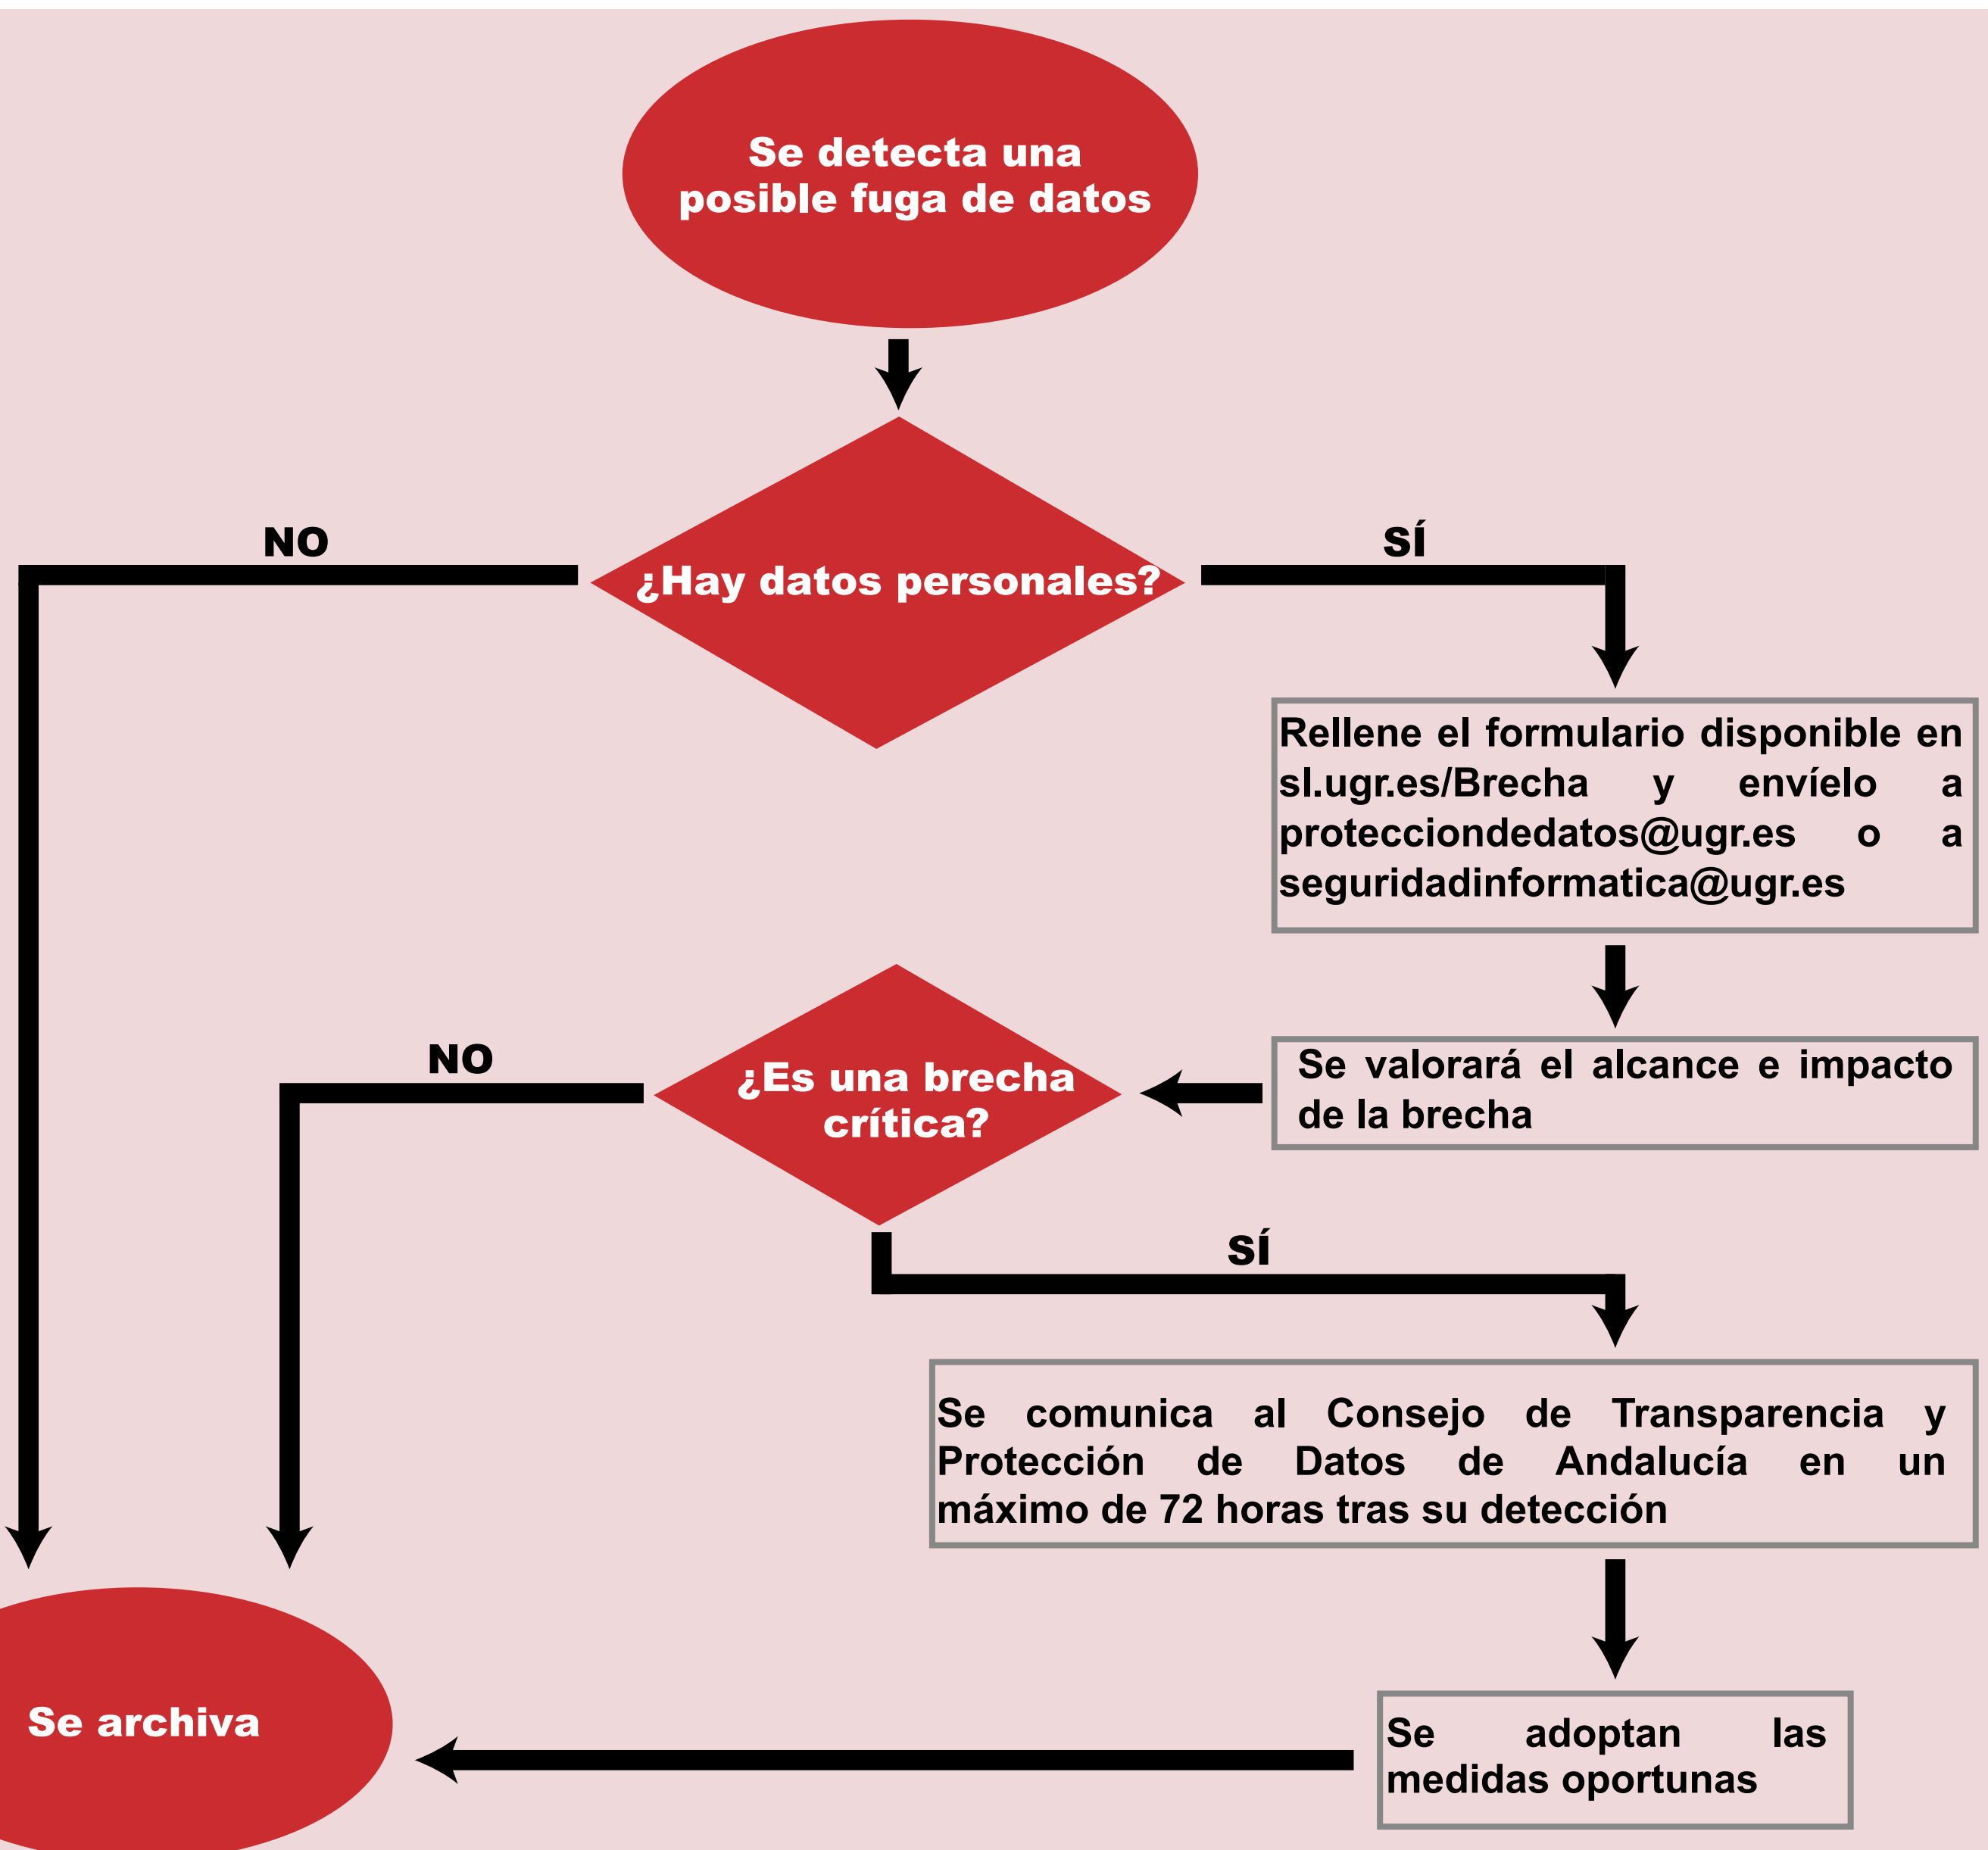 Se detecta una
posible fuga de datos
¿Hay datos personales?
NO
SÍ
Rellene el formulario disponible en
sl.ugr.es/Brecha y envíelo a
protecciondedatos@ugr.es o a
seguridadinformatica@ugr.es
Se valorará el alcance e impacto
de la brecha
¿Es una brecha
crítica?
NO
SÍ
Se comunica al Consejo de Transparencia y
Protección de Datos de Andalucía en un
máximo de 72 horas tras su detección
Se adoptan las
medidas oportunas
Se archiva